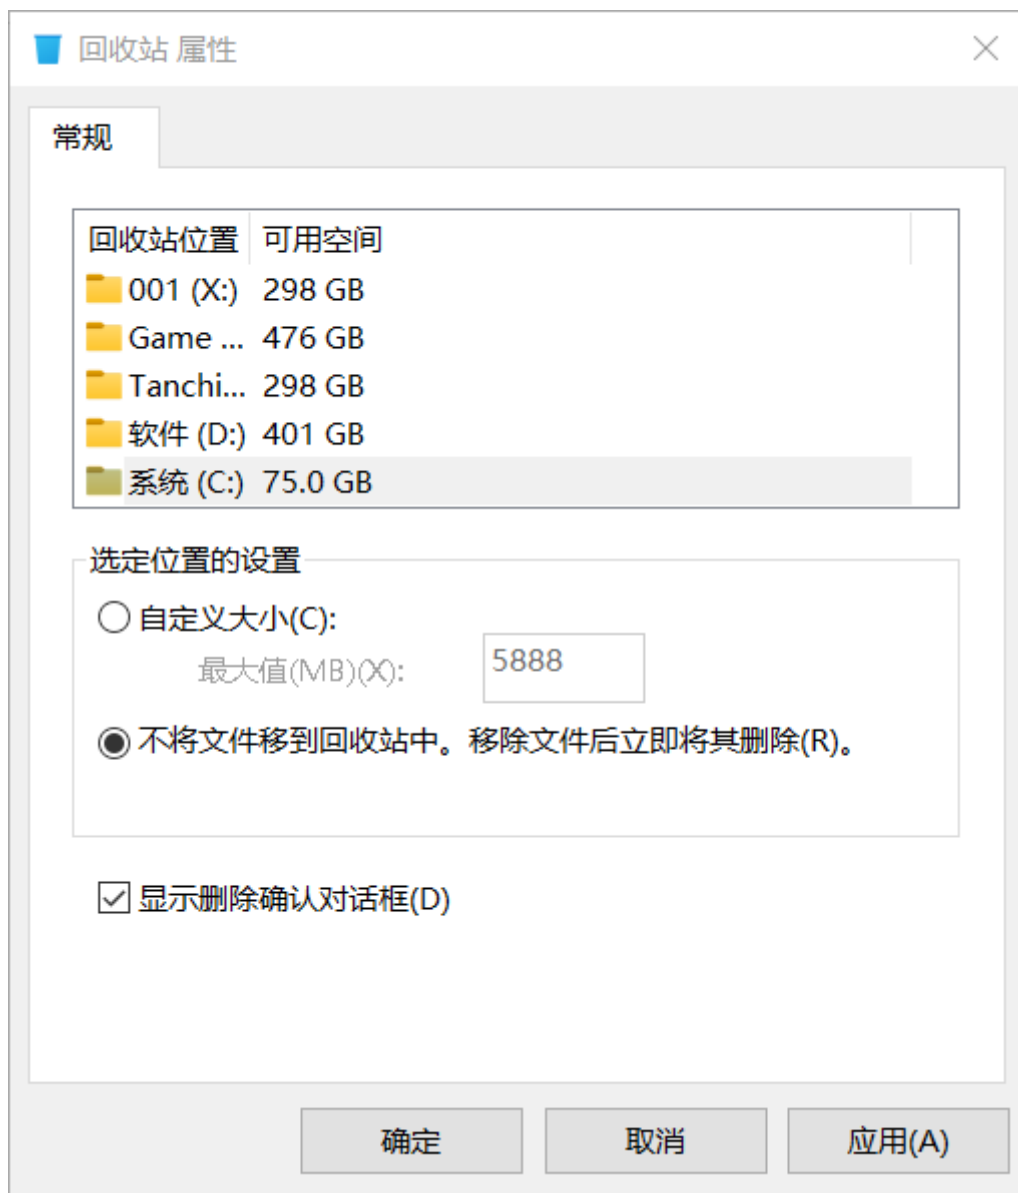 回收站 属性
常规
回收站位置 可用空间
001 (X:) 298 GB
Game ... 476 GB
Tanchi... 298 GB
软件 (D:) 401 GB
系统 (C:) 75.0 GB
选定位置的设置
自定义大小(C):
最大值(MB)(X): 5888
不将文件移到回收站中。移除文件后立即将其删除(R)。
显示删除确认对话框(D)
确定 取消 应用(A)